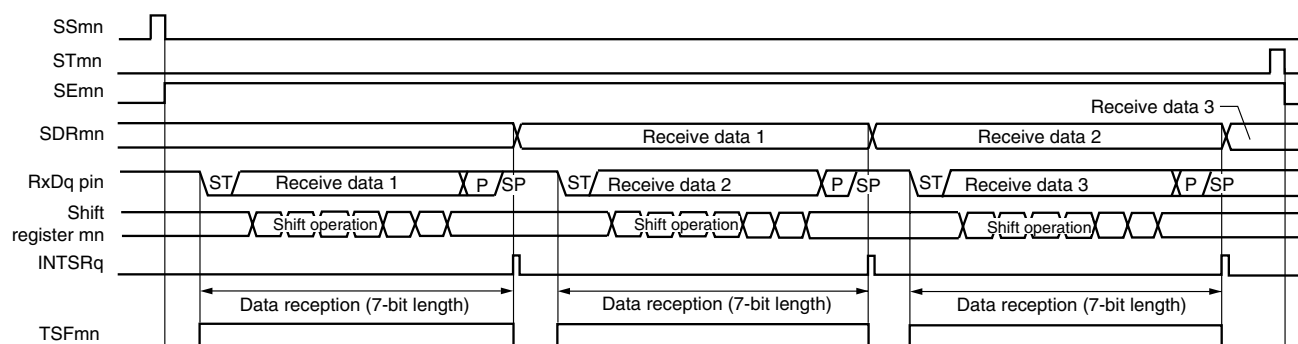 SSmn
STmn
SEmn
Receive data 3
SDRmn Receive data 1 Receive data 2
RxDq pin ST Receive data 1 P SP ST Receive data 2 P SP ST Receive data 3 P SP
Shift
register mn Shift operation Shift operation Shift operation
INTSRq
Data reception (7-bit length) Data reception (7-bit length) Data reception (7-bit length)
TSFmn